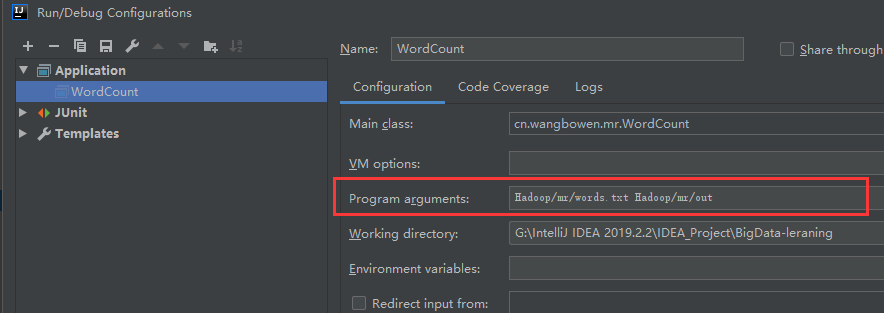 Run/Debug Configurations
Name: WordCount Share through
Application
WordCount
JUnit
Templates
Configuration Code Coverage Logs
Main class: cn.wangbowen.mr.WordCount
VM options:
Program arguments: Hadoop/mr/words.txt Hadoop/mr/out
Working directory: G:\IntelliJ IDEA 2019.2.2\IDEA_Project\BigData-leraning
Environment variables:
Redirect input from: